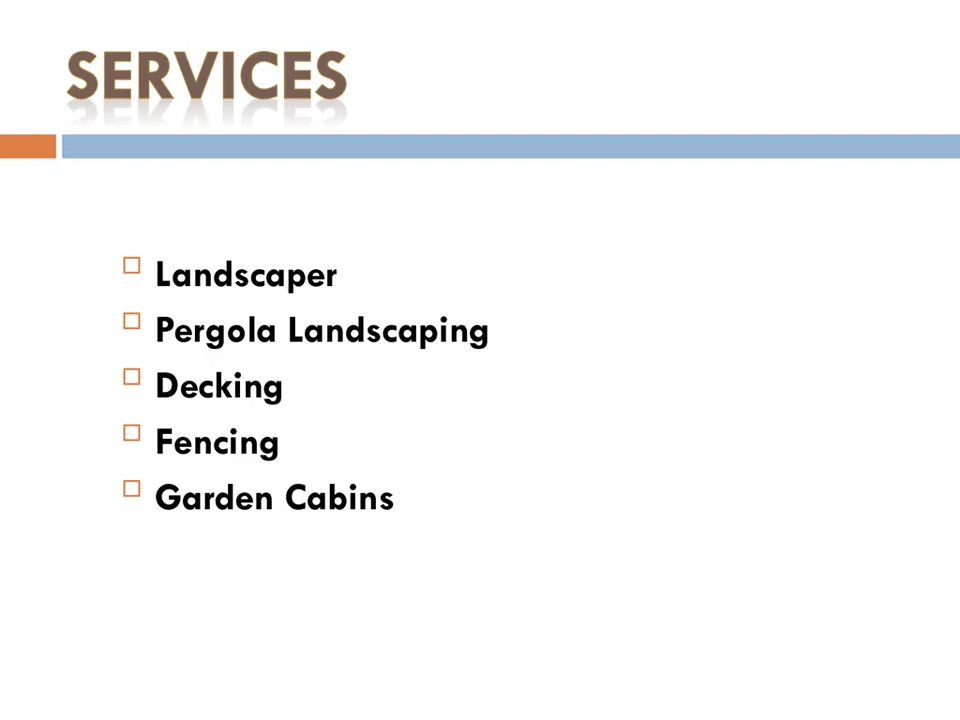 SERVICES
Landscaper
Pergola Landscaping
Decking
Fencing
Garden Cabins